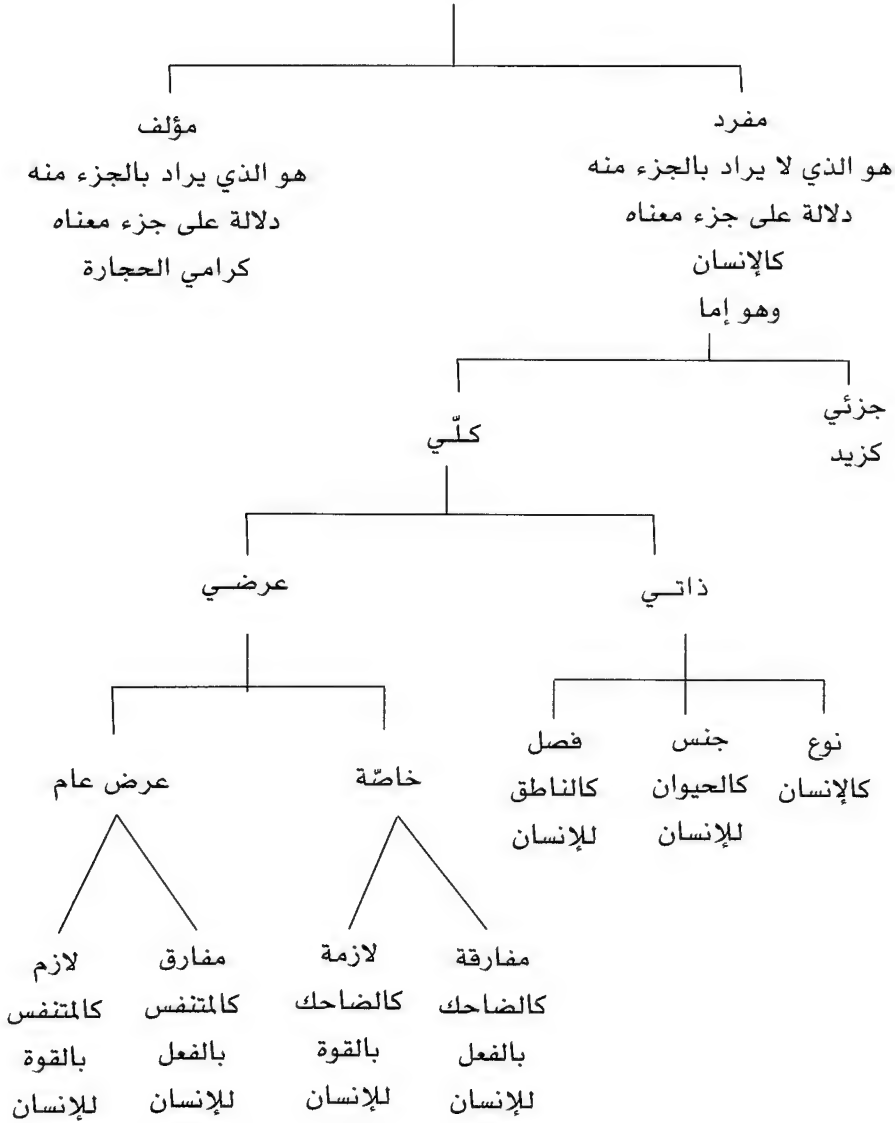 مفرد
هو الذي لا يراد بالجزء منه
دلالة على جزء معناه
كالإنسان
وهو إما
مؤلف
هو الذي يراد بالجزء منه
دلالة على جزء معناه
كرامي الحجارة
جزئي
كزيد
كلّي
ذاتي
عرضي
نوع
كالإنسان
جنس
كالحيوان
للإنسان
فصل
كالناطق
للإنسان
خاصّة
عرض عام
مفارقة
كالضاحك
بالفعل
للإنسان
لازمة
كالضاحك
بالقوة
للإنسان
مفارق
كالمتنفس
بالفعل
للإنسان
لازم
كالمتنفس
بالقوة
للإنسان